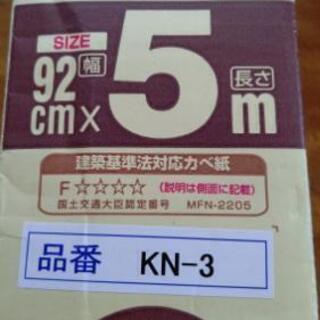 SIZE
92 幅 cm × 5 長さ m
建築基準法対応カベ紙
F☆☆☆☆ (説明は側面に記載)
国土交通大臣認定番号 MFN-2205
品番 KN-3